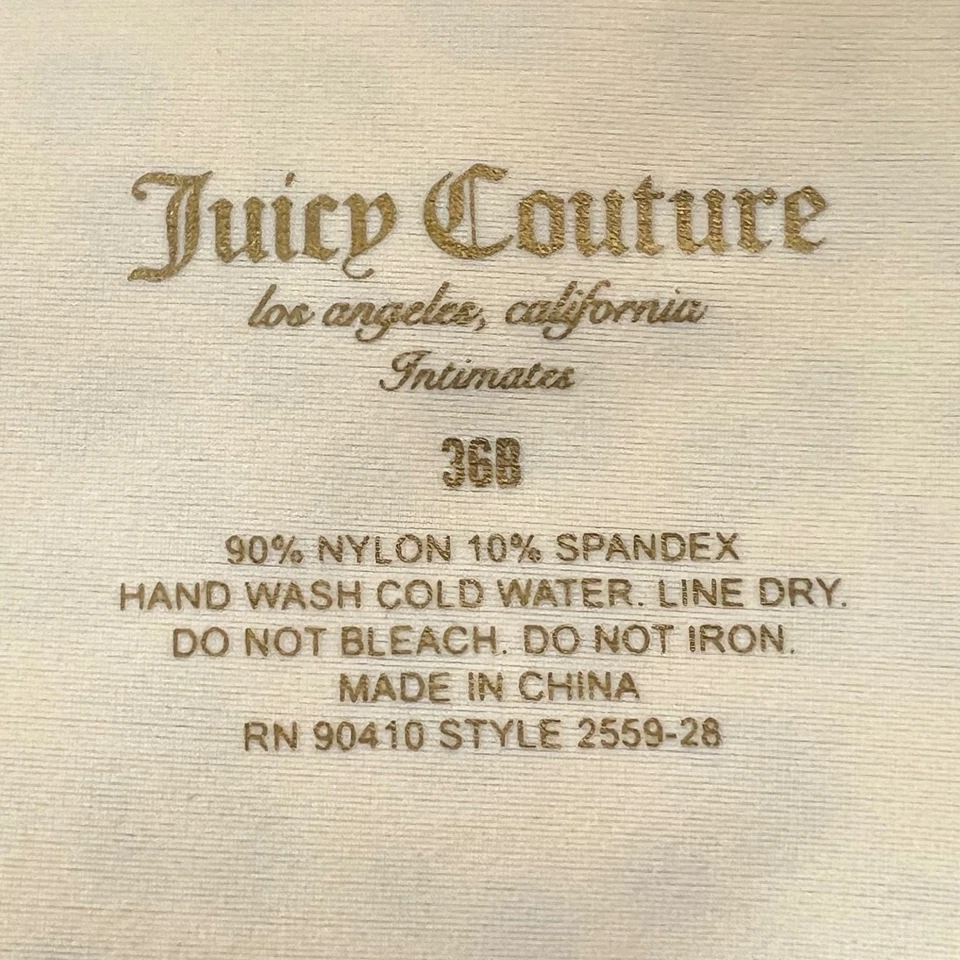 Juicy Couture
los angeles, california
Intimates
36B
90% NYLON 10% SPANDEX
HAND WASH COLD WATER. LINE DRY.
DO NOT BLEACH. DO NOT IRON.
MADE IN CHINA
RN 90410 STYLE 2559-28